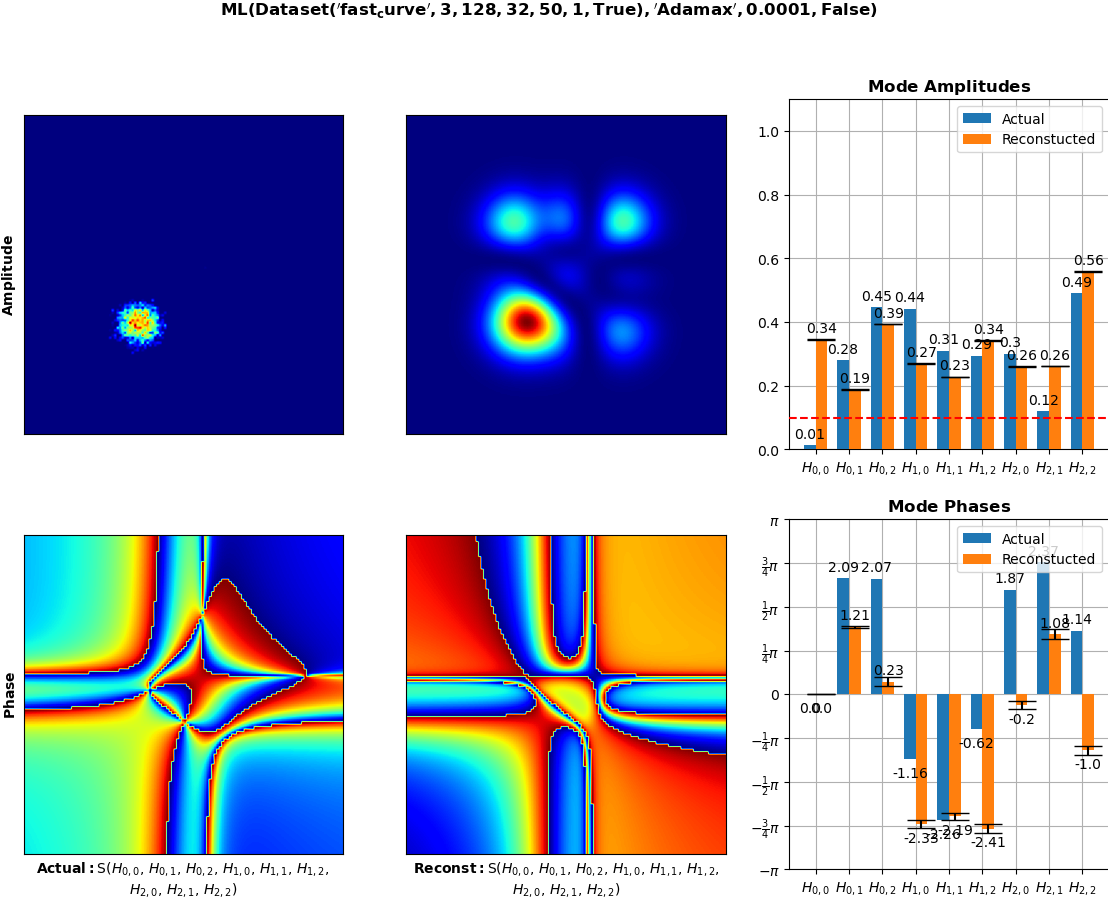 ML(Dataset('fast_curve', 3, 128, 32, 50, 1, True), 'Adamax', 0.0001, False)
Amplitude
Mode Amplitudes
Actual
Reconstucted
1.0
0.8
0.6
0.4
0.2
0.0
0.01 0.34 0.28 0.19 0.45 0.39 0.44 0.27 0.31 0.23 0.29 0.34 0.3 0.26 0.12 0.26 0.49 0.56
H0,0 H0,1 H0,2 H1,0 H1,1 H1,2 H2,0 H2,1 H2,2
Phase
Mode Phases
Actual
Reconstucted
π
3/4π
1/2π
1/4π
0
−1/4π
−1/2π
−3/4π
−π
0.0 0.0 2.09 1.21 2.07 0.23 -1.16 -2.33 -2.26 -2.19 -0.62 -2.41 1.87 -0.2 2.37 1.08 1.14 -1.0
H0,0 H0,1 H0,2 H1,0 H1,1 H1,2 H2,0 H2,1 H2,2
Actual: S(H0,0, H0,1, H0,2, H1,0, H1,1, H1,2,
H2,0, H2,1, H2,2)
Reconst: S(H0,0, H0,1, H0,2, H1,0, H1,1, H1,2,
H2,0, H2,1, H2,2)